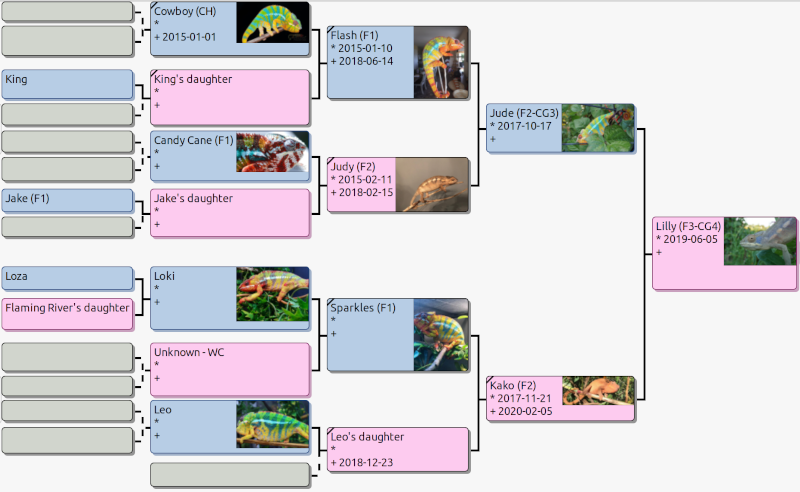 Cowboy (CH)
*
+ 2015-01-01
King
King's daughter
*
+
Candy Cane (F1)
*
+
Jake (F1)
Jake's daughter
*
+
Loza
Flaming River's daughter
Loki
*
+
Unknown - WC
*
+
Leo
*
+
Flash (F1)
* 2015-01-10
+ 2018-06-14
Judy (F2)
* 2015-02-11
+ 2018-02-15
Sparkles (F1)
*
+
Leo's daughter
*
+ 2018-12-23
Jude (F2-CG3)
* 2017-10-17
+
Kako (F2)
* 2017-11-21
+ 2020-02-05
Lilly (F3-CG4)
* 2019-06-05
+